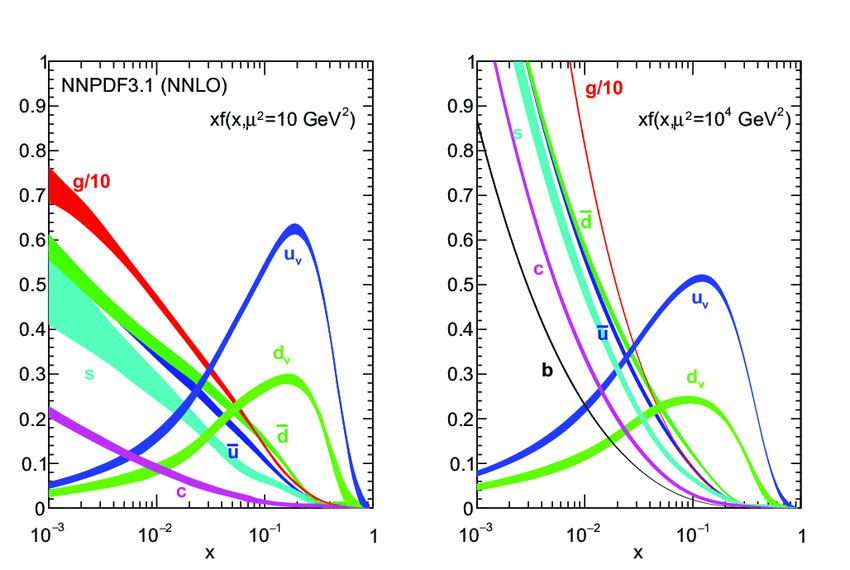 NNPDF3.1 (NNLO)
xf(x,μ²=10 GeV²)
g/10
u_v
d_v
s
d̅
u̅
c
1
0.9
0.8
0.7
0.6
0.5
0.4
0.3
0.2
0.1
0
10⁻³
10⁻²
10⁻¹
1
x
g/10
xf(x,μ²=10⁴ GeV²)
s
d̅
c
u_v
u̅
b
d_v
1
0.9
0.8
0.7
0.6
0.5
0.4
0.3
0.2
0.1
0
10⁻³
10⁻²
10⁻¹
1
x